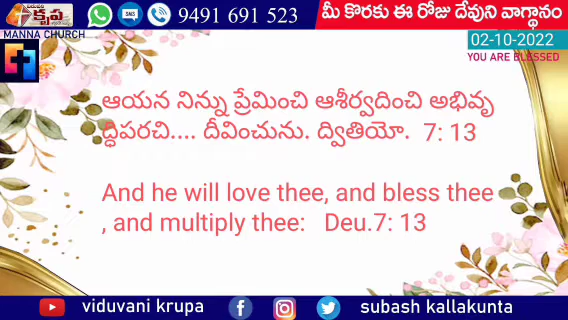 కృప
SMS
9491 691 523
మీ కొరకు ఈ రోజు దేవుని వాగ్థానం
MANNA CHURCH
02-10-2022
YOU ARE BLESSED
ఆయన నిన్ను ప్రేమించి ఆశీర్వదించి అభివృ
ద్ధిపరచి.... దీవించును. ద్వితియో. 7: 13
And he will love thee, and bless thee
, and multiply thee: Deu.7: 13
viduvani krupa
subash kallakunta